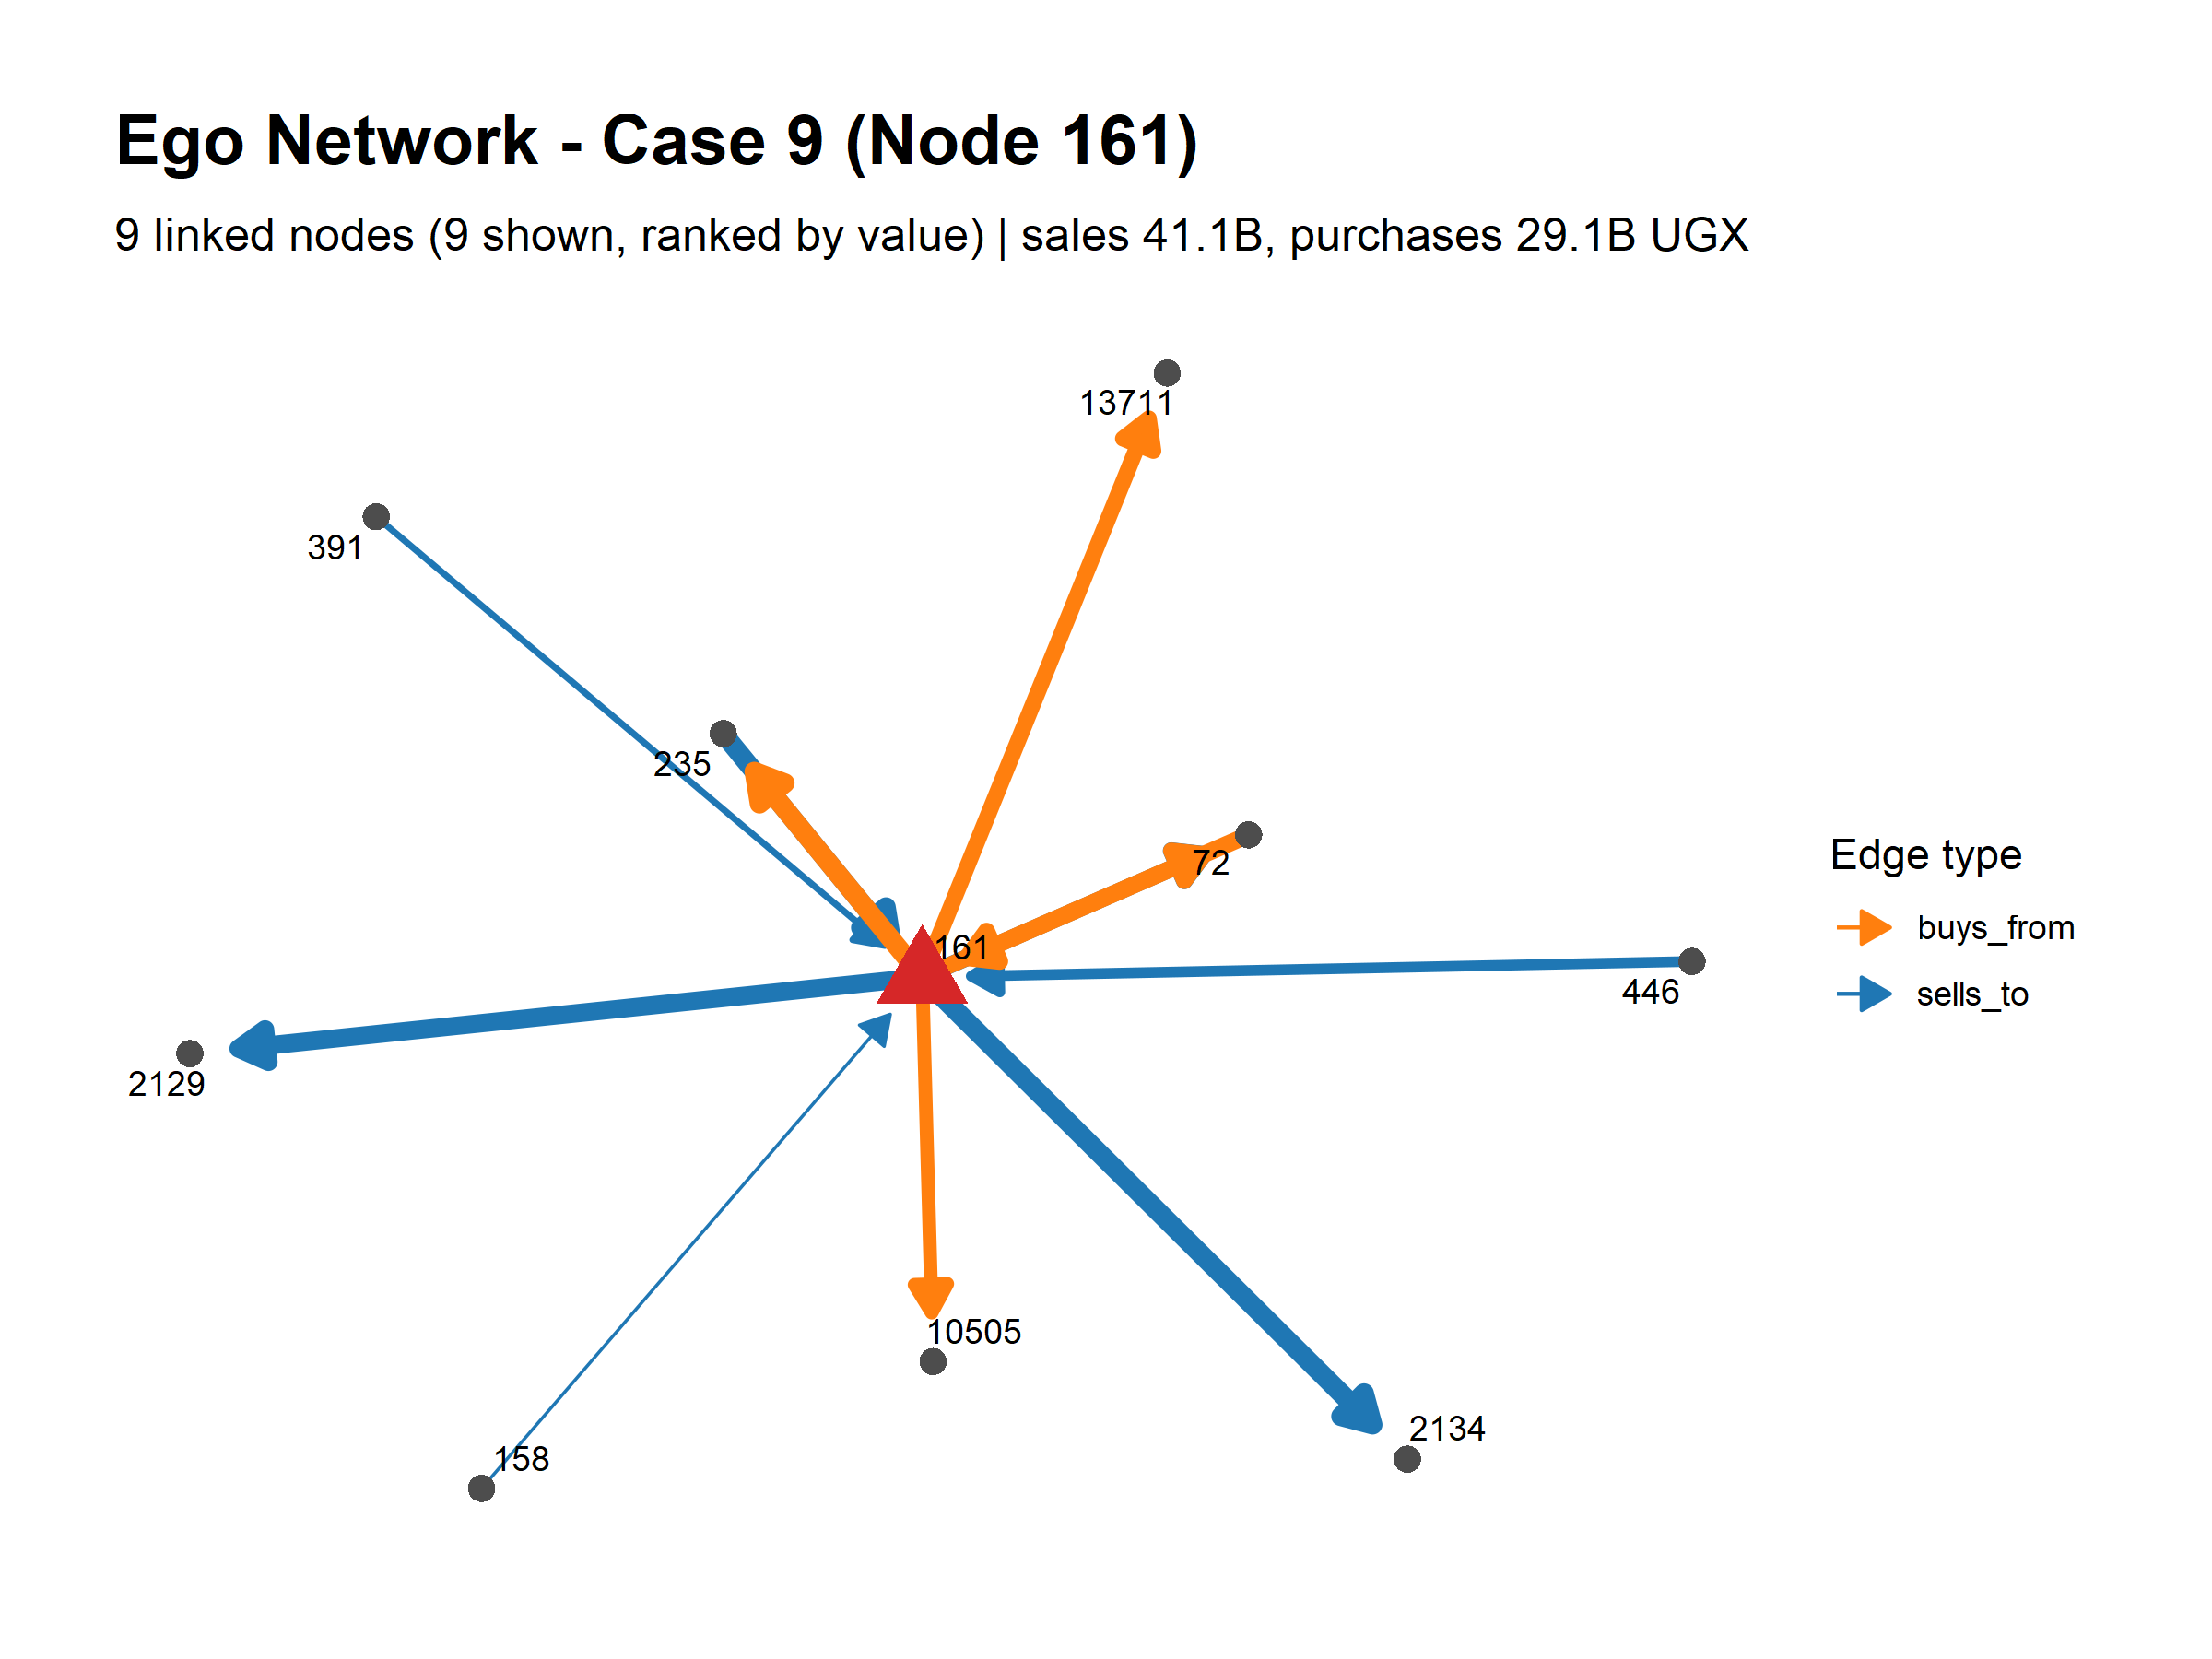 Ego Network - Case 9 (Node 161)
9 linked nodes (9 shown, ranked by value) | sales 41.1B, purchases 29.1B UGX
13711
391
235
72
161
446
2129
10505
2134
158
Edge type
buys_from
sells_to